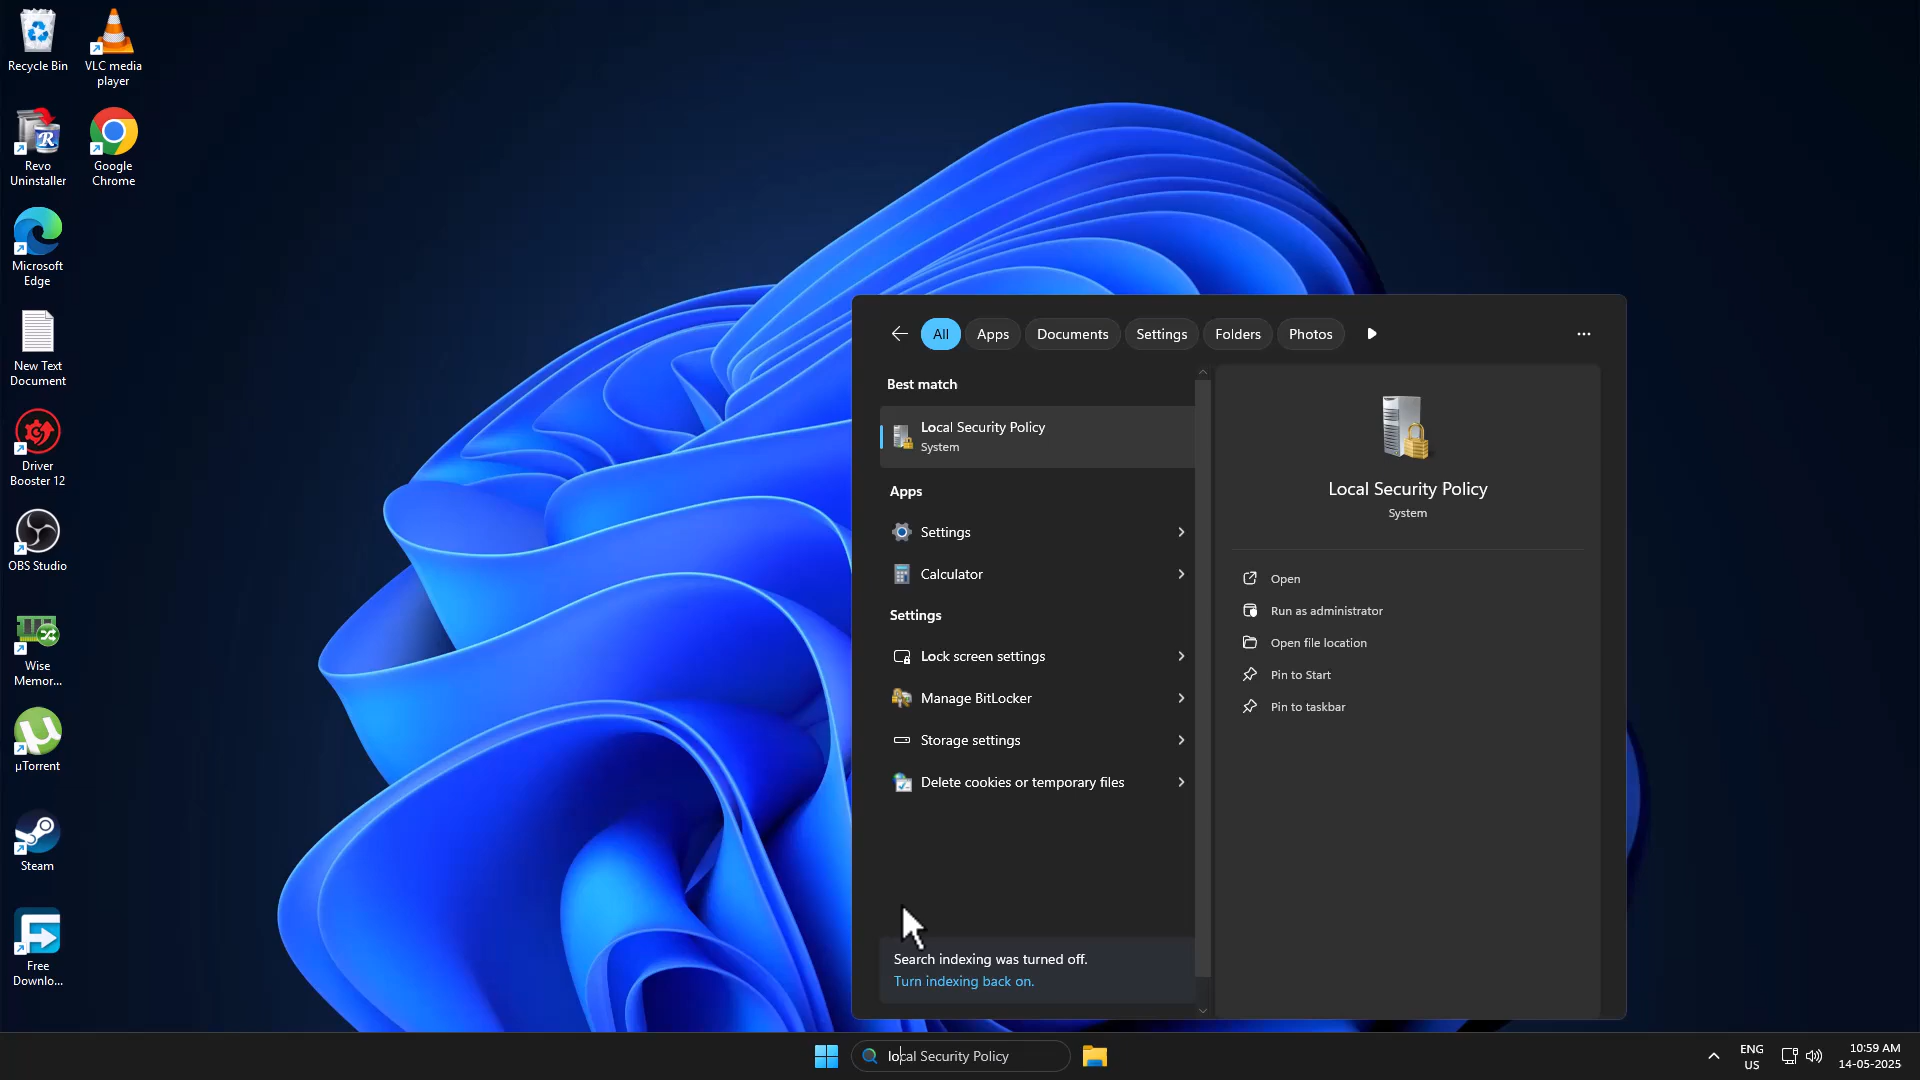 Recycle Bin
VLC media
player
Revo
Uninstaller
Google
Chrome
Microsoft
Edge
New Text
Document
Driver
Booster 12
OBS Studio
Wise
Memor...
µTorrent
Steam
Free
Downlo...
All
Apps
Documents
Settings
Folders
Photos
Best match
Local Security Policy
System
Apps
Settings
Calculator
Settings
Lock screen settings
Manage BitLocker
Storage settings
Delete cookies or temporary files
Search indexing was turned off.
Turn indexing back on.
Local Security Policy
System
Open
Run as administrator
Open file location
Pin to Start
Pin to taskbar
local Security Policy
ENG
US
10:59 AM
14-05-2025